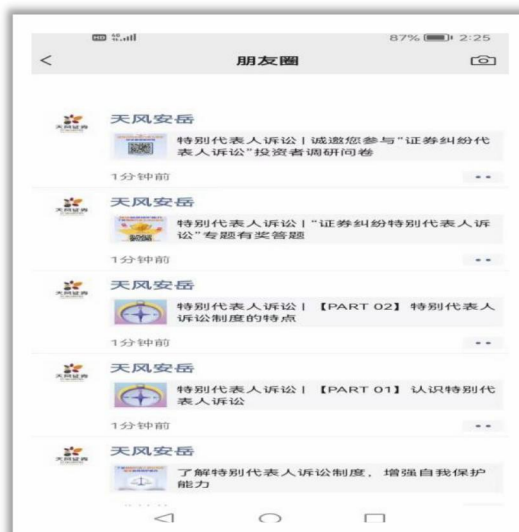 HD
87% 2:25
朋友圈
天风安岳
特别代表人诉讼 | 诚邀您参与“证券纠纷代
表人诉讼”投资者调研问卷
1分钟前
天风安岳
特别代表人诉讼 | “证券纠纷特别代表人诉
讼”专题有奖答题
1分钟前
天风安岳
特别代表人诉讼 | 【PART 02】特别代表人
诉讼制度的特点
1分钟前
天风安岳
特别代表人诉讼 | 【PART 01】认识特别代
表人诉讼
1分钟前
天风安岳
了解特别代表人诉讼制度，增强自我保护
能力